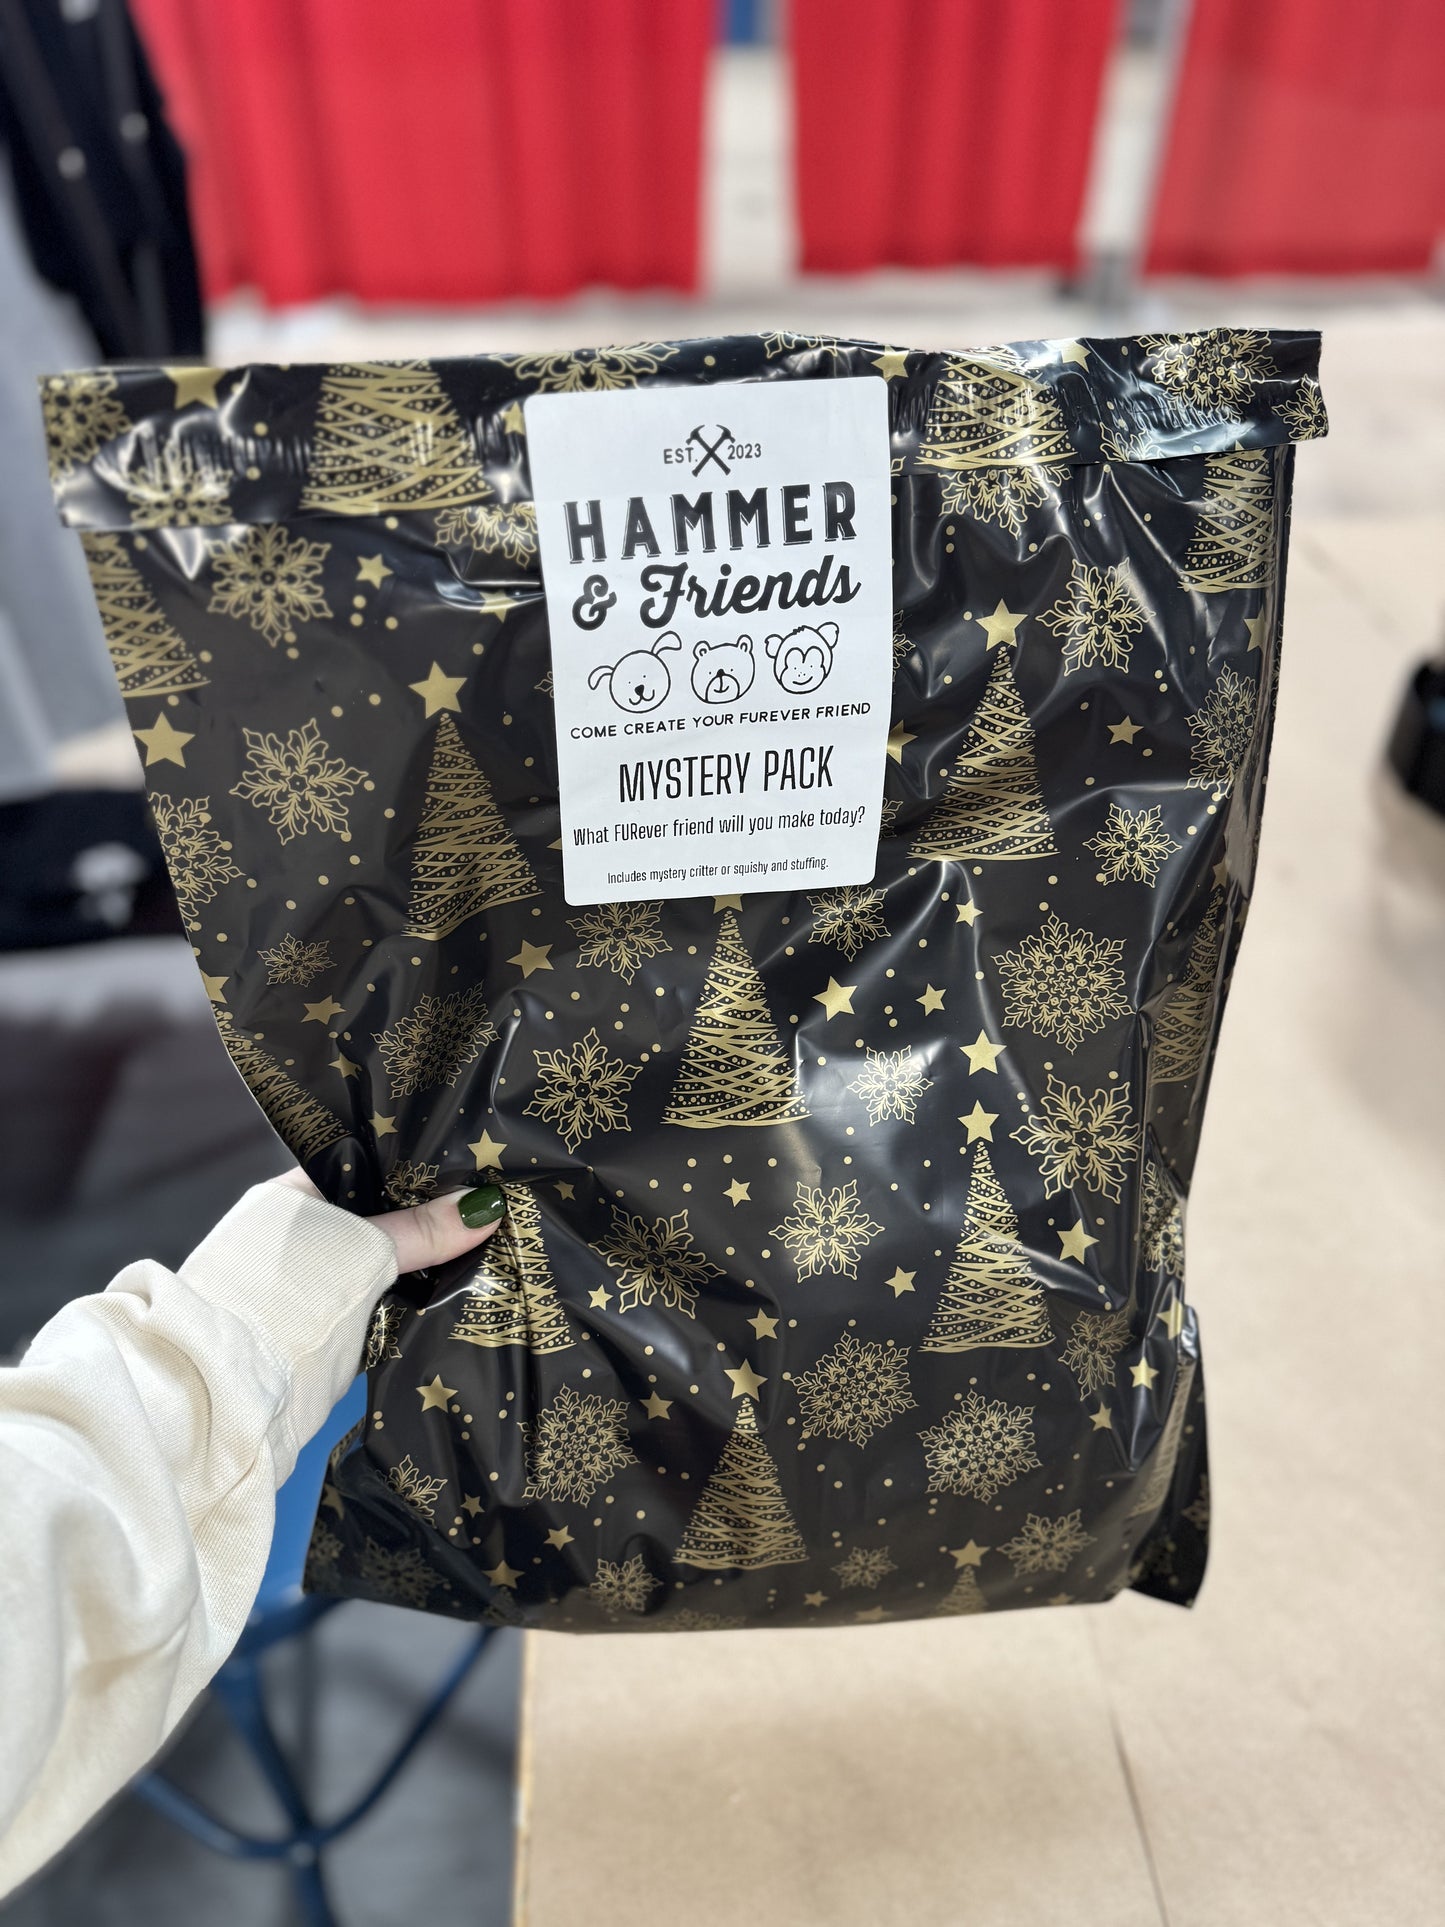 EST. 2023
HAMMER
& Friends
COME CREATE YOUR FUREVER FRIEND
MYSTERY PACK
What FURever friend will you make today?
Includes mystery critter or squishy and stuffing.